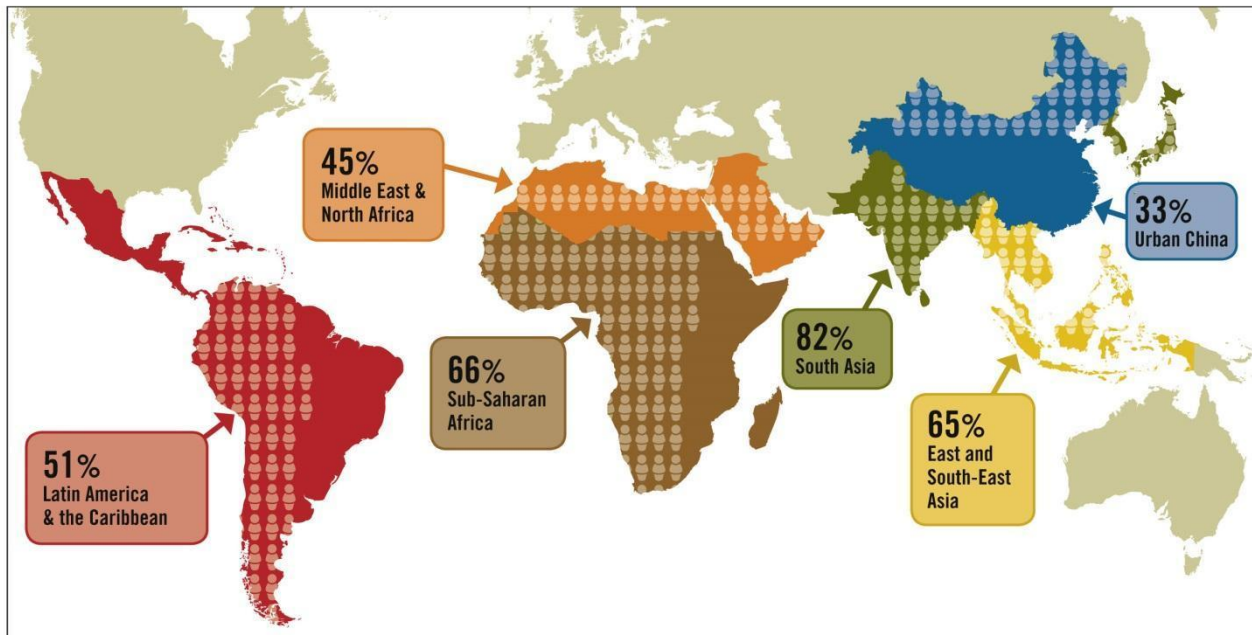 45%
Middle East &
North Africa
33%
Urban China
82%
South Asia
66%
Sub-Saharan
Africa
65%
East and
South-East
Asia
51%
Latin America
& the Caribbean